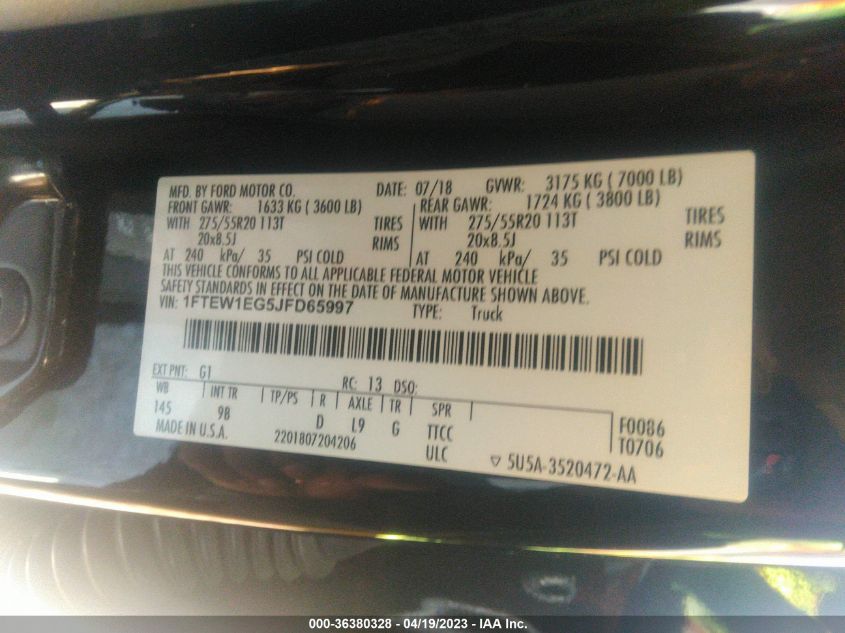 MFD. BY FORD MOTOR CO. DATE: 07/18 GVWR: 3175 KG ( 7000 LB)
FRONT GAWR: 1633 KG ( 3600 LB) REAR GAWR: 1724 KG ( 3800 LB)
WITH 275/55R20 113T TIRES WITH 275/55R20 113T TIRES
20x8.5J RIMS 20x8.5J RIMS
AT 240 kPa/ 35 PSI COLD AT 240 kPa/ 35 PSI COLD
THIS VEHICLE CONFORMS TO ALL APPLICABLE FEDERAL MOTOR VEHICLE
SAFETY STANDARDS IN EFFECT ON THE DATE OF MANUFACTURE SHOWN ABOVE.
VIN: 1FTEW1EG5JFD65997 TYPE: Truck
EXT PNT: G1 RC: 13 DSO:
WB INT TR TP/PS R AXLE TR SPR
145 98 D L9 G TTCC F0086
MADE IN U.S.A. 2201807204206 ULC T0706
5U5A-3520472-AA
000-36380328 - 04/19/2023 - IAA Inc.